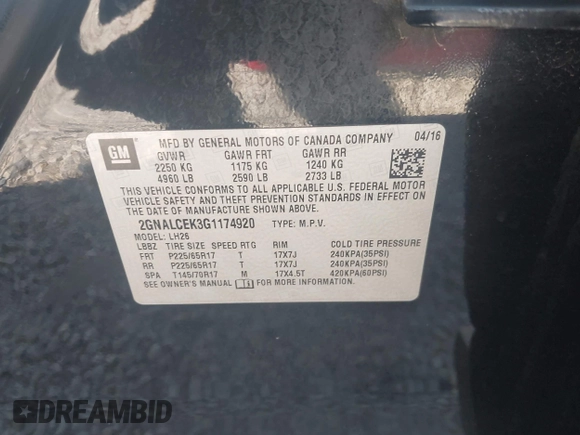 GM
MFD BY GENERAL MOTORS OF CANADA COMPANY 04/16
GVWR GAWR FRT GAWR RR
2250 KG 1175 KG 1240 KG
4960 LB 2590 LB 2733 LB
THIS VEHICLE CONFORMS TO ALL APPLICABLE U.S. FEDERAL MOTOR
VEHICLE SAFETY AND THEFT PREVENTION STANDARDS IN EFFECT ON
THE DATE OF MANUFACTURE SHOWN ABOVE.
2GNALCEK3G1174920 TYPE: M.P.V.
MODEL: LH26
LBBZ TIRE SIZE SPEED RTG RIM COLD TIRE PRESSURE
FRT P225/65R17 T 17X7J 240KPA(35PSI)
RR P225/65R17 T 17X7J 240KPA(35PSI)
SPA T145/70R17 M 17X4.5T 420KPA(60PSI)
SEE OWNER'S MANUAL FOR MORE INFORMATION.
DREAMBID